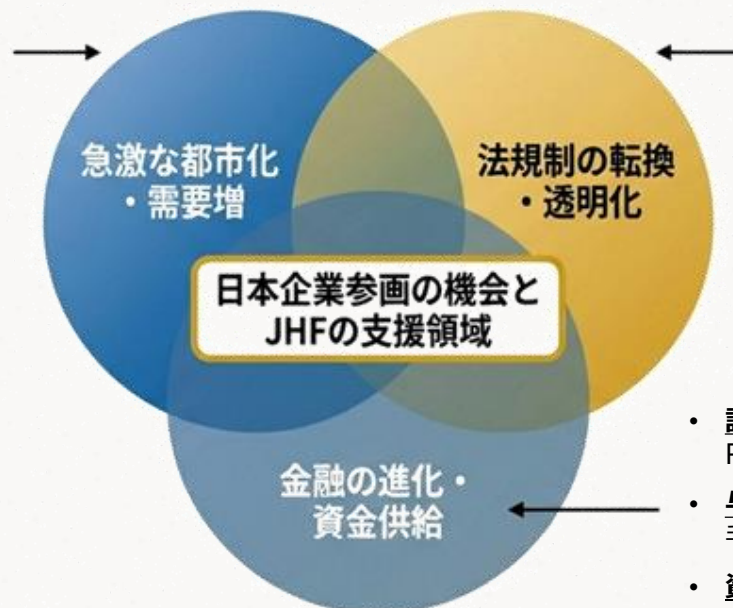 急激な都市化
・需要増
法規制の転換
・透明化
日本企業参画の機会と
JHFの支援領域
金融の進化・
資金供給